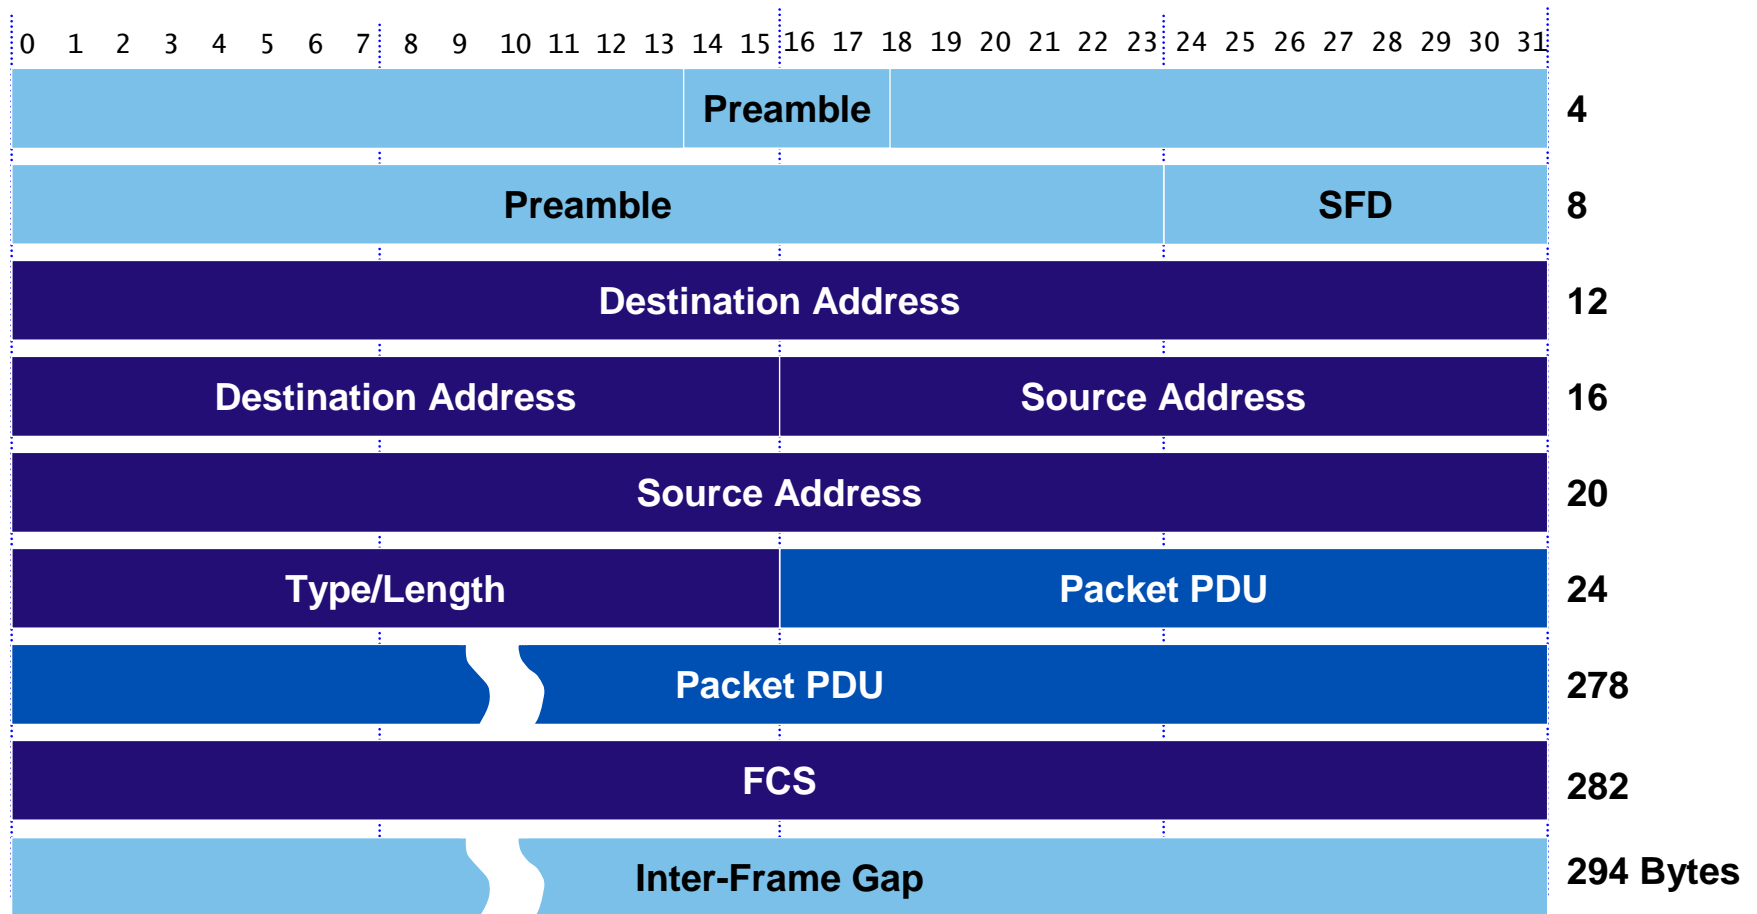 0 1 2 3 4 5 6 7 8 9 10 11 12 13 14 15 16 17 18 19 20 21 22 23 24 25 26 27 28 29 30 31
Preamble 4
Preamble SFD 8
Destination Address 12
Destination Address Source Address 16
Source Address 20
Type/Length Packet PDU 24
Packet PDU 278
FCS 282
Inter-Frame Gap 294 Bytes